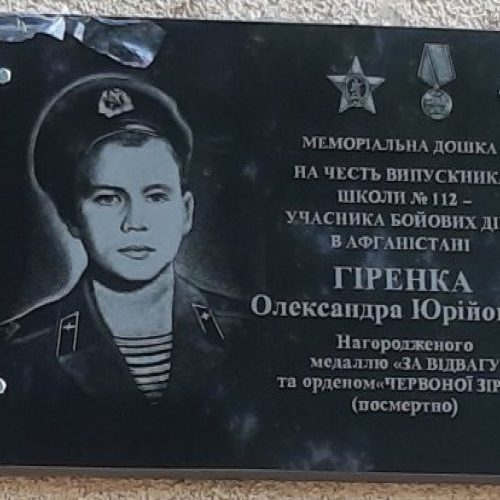 МЕМОРІАЛЬНА ДОШКА
НА ЧЕСТЬ ВИПУСКНИКА
ШКОЛИ № 112 –
УЧАСНИКА БОЙОВИХ ДІ
В АФГАНІСТАНІ
ГІРЕНКА
Олександра Юрійов
Нагородженого
медаллю «ЗА ВІДВАГУ
та орденом«ЧЕРВОНОЇ ЗІР
(посмертно)